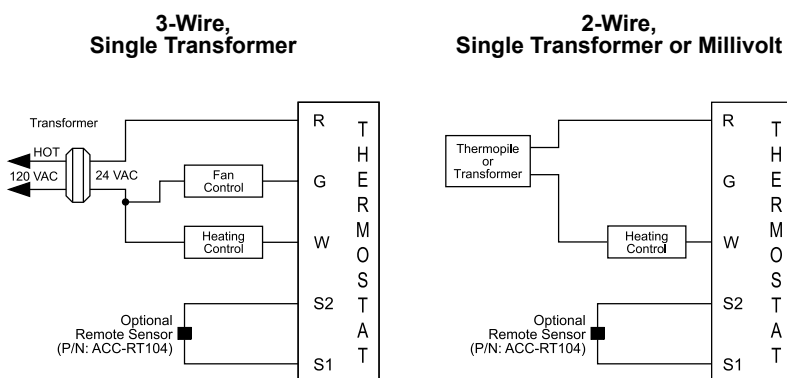 3-Wire,
Single Transformer
Transformer
HOT
120 VAC
24 VAC
Fan
Control
Heating
Control
Optional
Remote Sensor
(P/N: ACC-RT104)
R
G
W
S2
S1
THERMOSTAT
2-Wire,
Single Transformer or Millivolt
Thermopile
or
Transformer
Heating
Control
Optional
Remote Sensor
(P/N: ACC-RT104)
R
G
W
S2
S1
THERMOSTAT